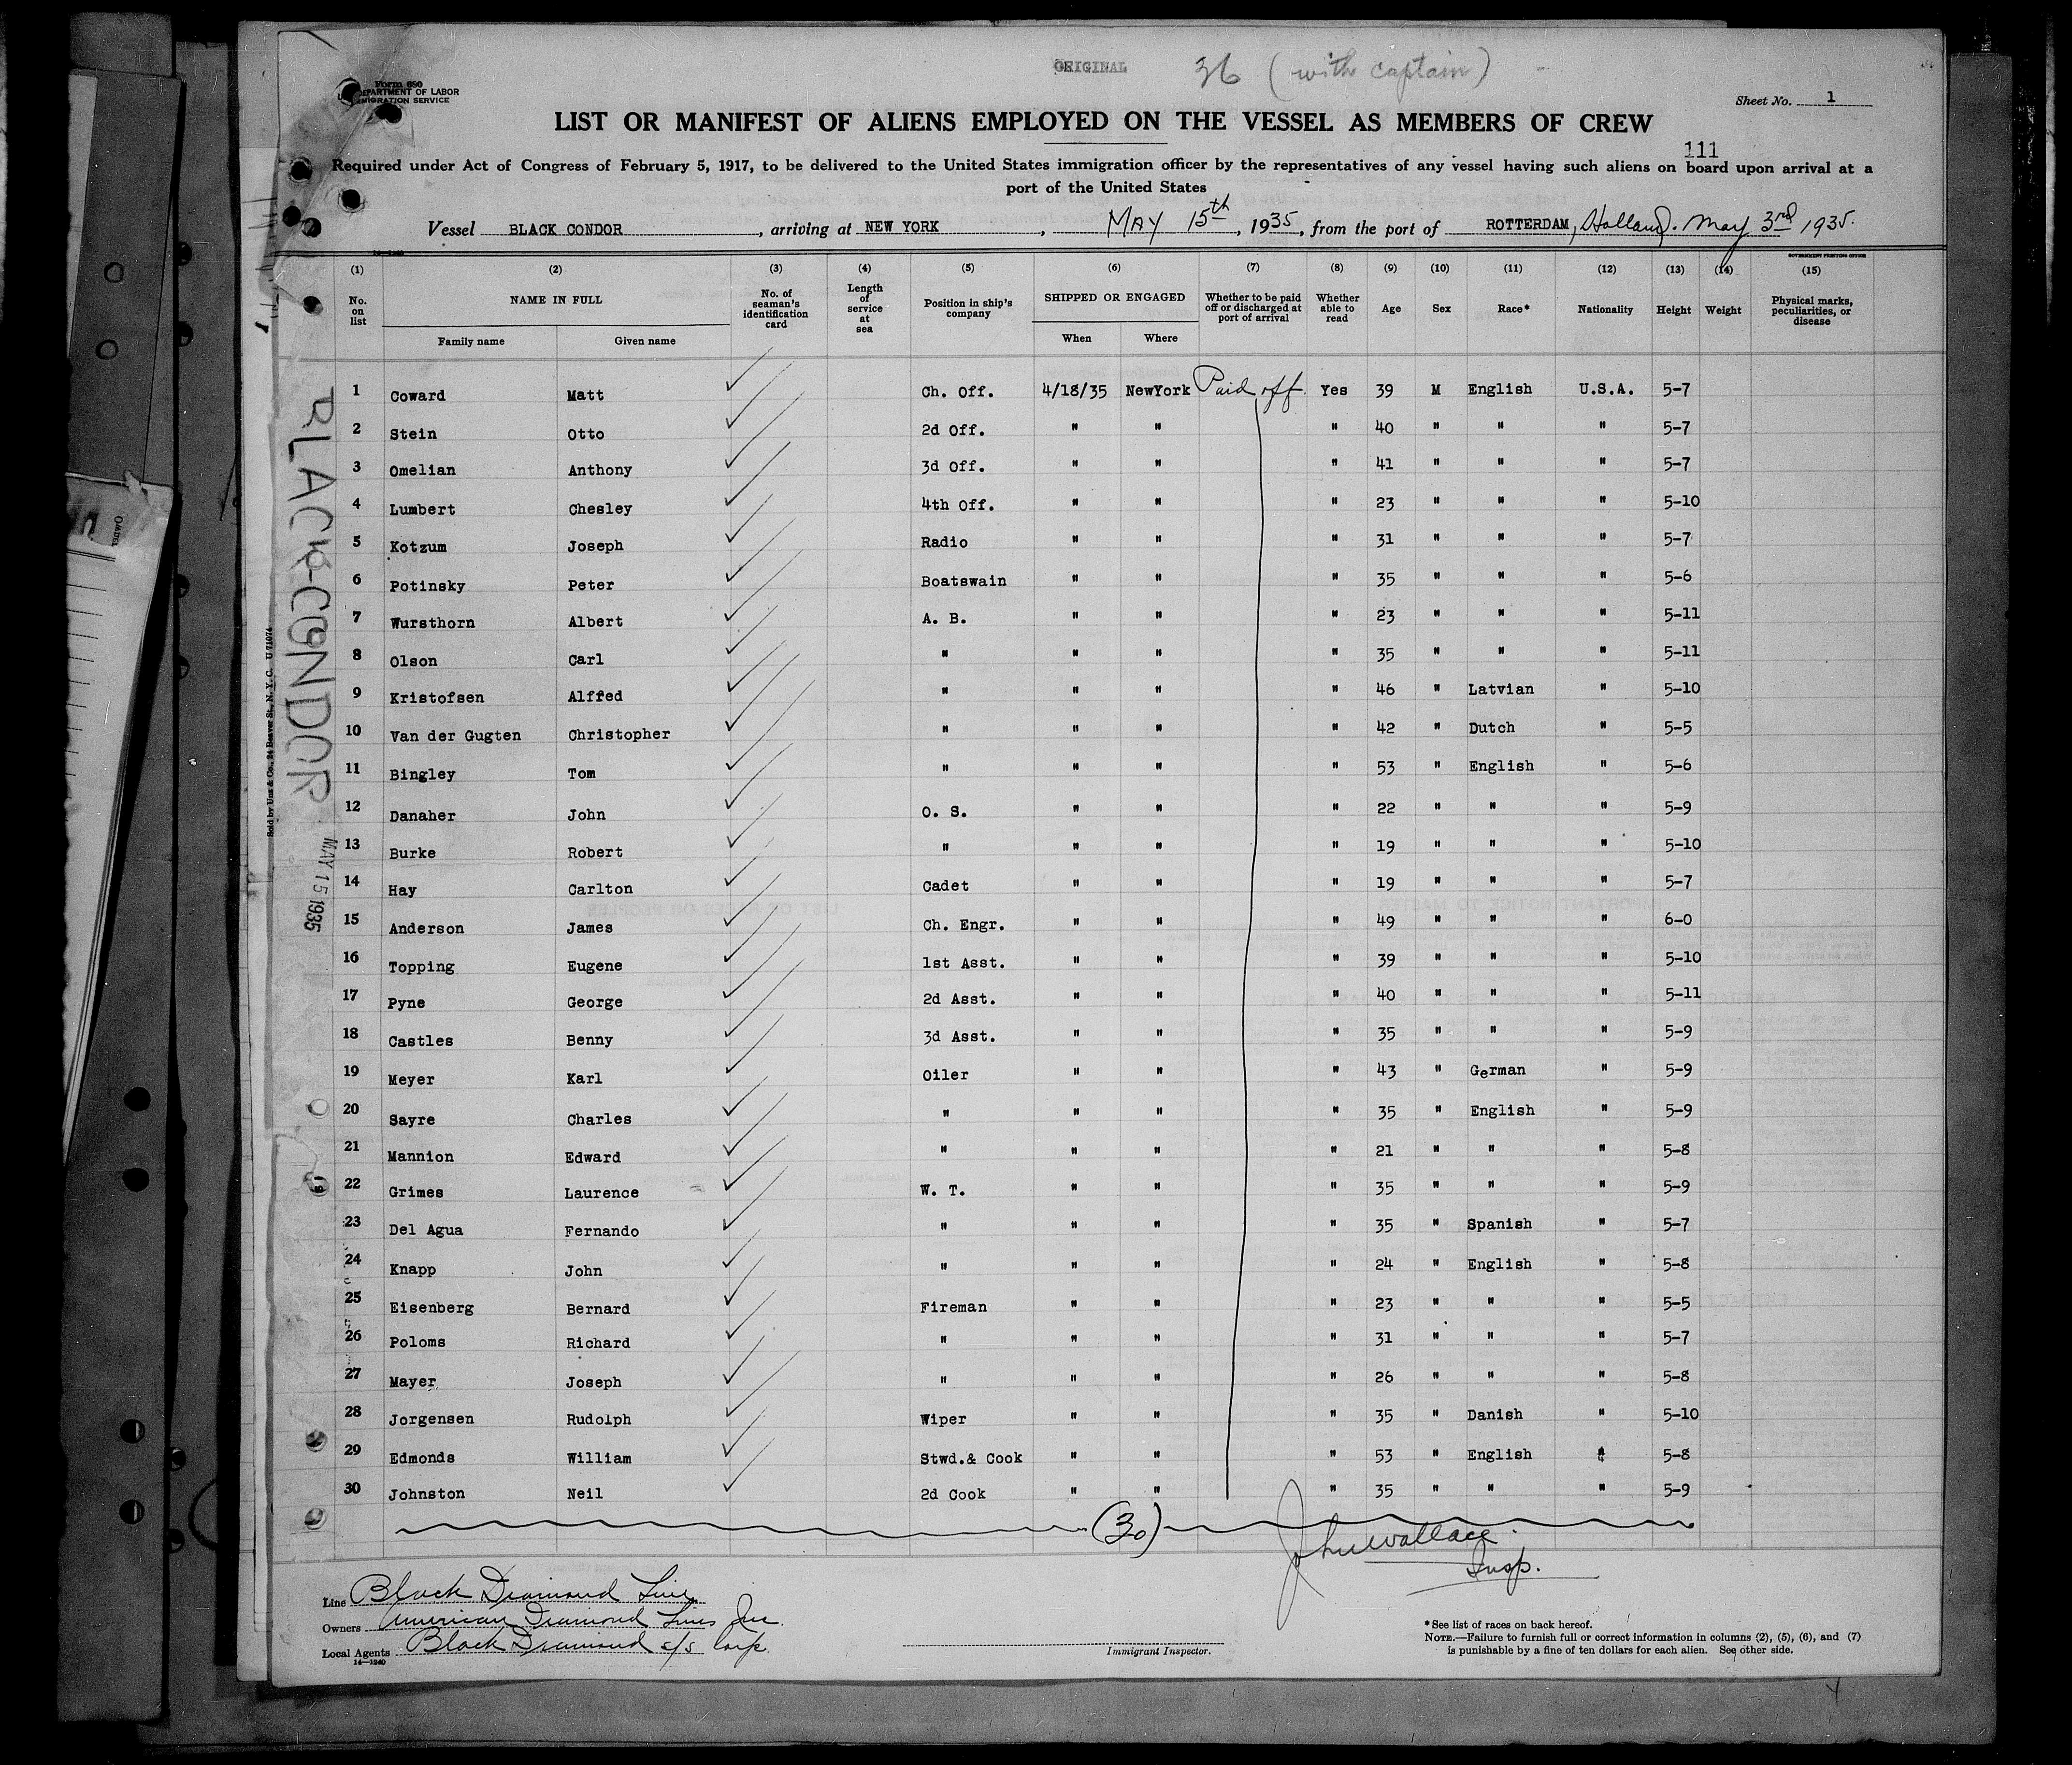 ORIGINAL 36 (with captain)
Form 680
U.S. DEPARTMENT OF LABOR
IMMIGRATION SERVICE
Sheet No. 1
LIST OR MANIFEST OF ALIENS EMPLOYED ON THE VESSEL AS MEMBERS OF CREW
111
Required under Act of Congress of February 5, 1917, to be delivered to the United States immigration officer by the representatives of any vessel having such aliens on board upon arrival at a
port of the United States
Vessel BLACK CONDOR, arriving at NEW YORK, MAY 15th, 1935, from the port of ROTTERDAM, Holland. May 3rd 1935.
GOVERNMENT PRINTING OFFICE
(1) (2) (3) (4) (5) (6) (7) (8) (9) (10) (11) (12) (13) (14) (15)
No. on list NAME IN FULL No. of seaman's identification card Length of service at sea Position in ship's company SHIPPED OR ENGAGED Whether to be paid off or discharged at port of arrival Whether able to read Age Sex Race* Nationality Height Weight Physical marks, peculiarities, or disease
Family name Given name When Where
1 Coward Matt Ch. Off. 4/18/35 NewYork Paid off Yes 39 M English U.S.A. 5-7
2 Stein Otto 2d Off. " " " 40 " " " 5-7
3 Omelian Anthony 3d Off. " " " 41 " " " 5-7
4 Lumbert Chesley 4th Off. " " " 23 " " " 5-10
5 Kotzum Joseph Radio " " " 31 " " " 5-7
6 Potinsky Peter Boatswain " " " 35 " " " 5-6
7 Wursthorn Albert A. B. " " " 23 " " " 5-11
8 Olson Carl " " " " 35 " " " 5-11
9 Kristofsen Alffed " " " " 46 " Latvian " 5-10
10 Van der Gugten Christopher " " " " 42 " Dutch " 5-5
11 Bingley Tom " " " " 53 " English " 5-6
12 Danaher John O. S. " " " 22 " " " 5-9
13 Burke Robert " " " " 19 " " " 5-10
14 Hay Carlton Cadet " " " 19 " " " 5-7
15 Anderson James Ch. Engr. " " " 49 " " " 6-0
16 Topping Eugene 1st Asst. " " " 39 " " " 5-10
17 Pyne George 2d Asst. " " " 40 " " " 5-11
18 Castles Benny 3d Asst. " " " 35 " " " 5-9
19 Meyer Karl Oiler " " " 43 " German " 5-9
20 Sayre Charles " " " " 35 " English " 5-9
21 Mannion Edward " " " " 21 " " " 5-8
22 Grimes Laurence W. T. " " " 35 " " " 5-9
23 Del Agua Fernando " " " " 35 " Spanish " 5-7
24 Knapp John " " " " 24 " English " 5-8
25 Eisenberg Bernard Fireman " " " 23 " " " 5-5
26 Poloms Richard " " " " 31 " " " 5-7
27 Mayer Joseph " " " " 26 " " " 5-8
28 Jorgensen Rudolph Wiper " " " 35 " Danish " 5-10
29 Edmonds William Stwd.& Cook " " " 53 " English " 5-8
30 Johnston Neil 2d Cook " " " 35 " " " 5-9
(30)
John Wallace
Insp.
Line Black Diamond Line
Owners American Diamond Lines Inc.
Local Agents Black Diamond s/s Corp.
14—1240
Immigrant Inspector.
*See list of races on back hereof.
NOTE.—Failure to furnish full or correct information in columns (2), (5), (6), and (7)
is punishable by a fine of ten dollars for each alien. See other side.
BLACK-CONDOR
MAY 15 1935
Sold by Unz & Co., 24 Beaver St., N. Y. C. U 71074
Owner